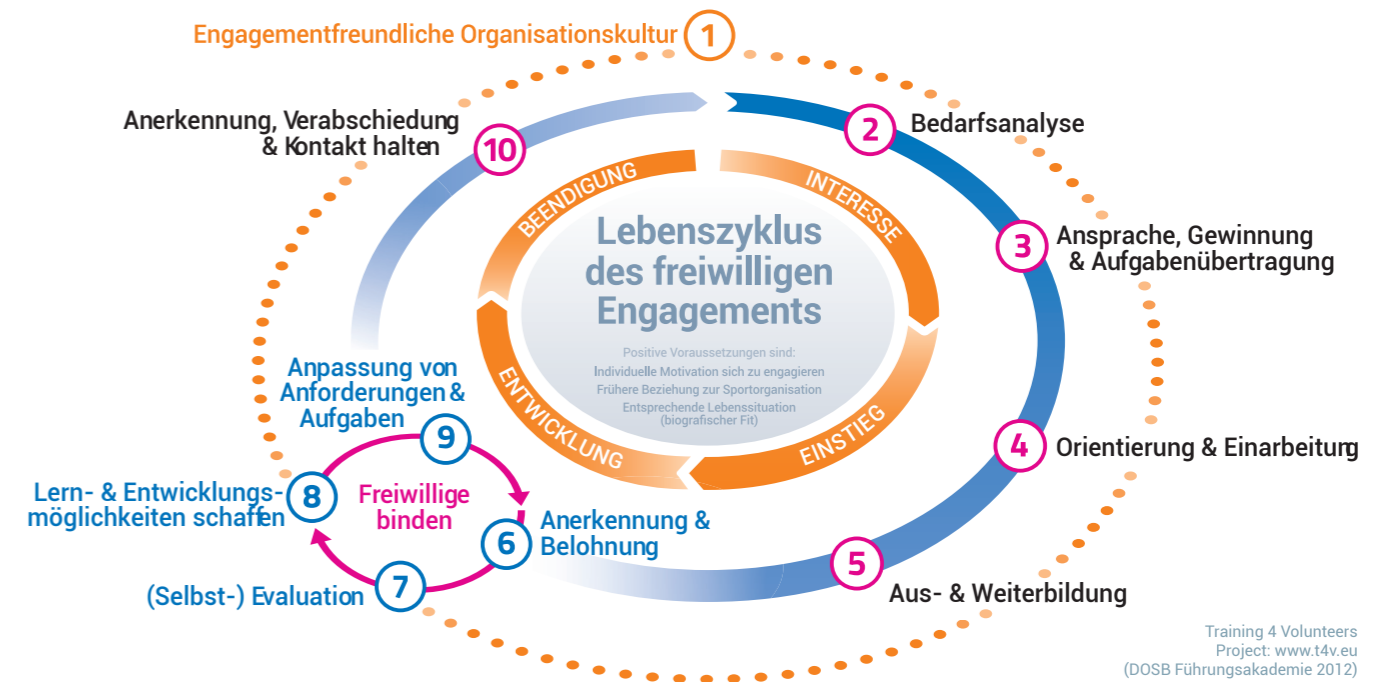 Engagementfreundliche Organisationskultur
1
Anerkennung, Verabschiedung
& Kontakt halten
10
2
Bedarfsanalyse
3
Ansprache, Gewinnung
& Aufgabenübertragung
4
Orientierung & Einarbeitung
5
Aus- & Weiterbildung
6
Anerkennung &
Belohnung
7
(Selbst-) Evaluation
8
Lern- & Entwicklungs-
möglichkeiten schaffen
9
Anpassung von
Anforderungen &
Aufgaben
Freiwillige
binden
INTERESSE
EINSTIEG
ENTWICKLUNG
BEENDIGUNG
Lebenszyklus
des freiwilligen
Engagements
Positive Voraussetzungen sind:
Individuelle Motivation sich zu engagieren
Frühere Beziehung zur Sportorganisation
Entsprechende Lebenssituation
(biografischer Fit)
Training 4 Volunteers
Project: www.t4v.eu
(DOSB Führungsakademie 2012)